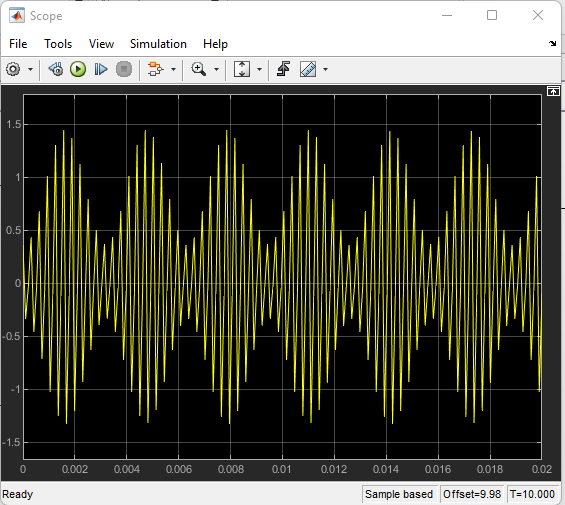 Scope
File Tools View Simulation Help
1.5
1
0.5
0
-0.5
-1
-1.5
0 0.002 0.004 0.006 0.008 0.01 0.012 0.014 0.016 0.018 0.02
Ready Sample based Offset=9.98 T=10.000